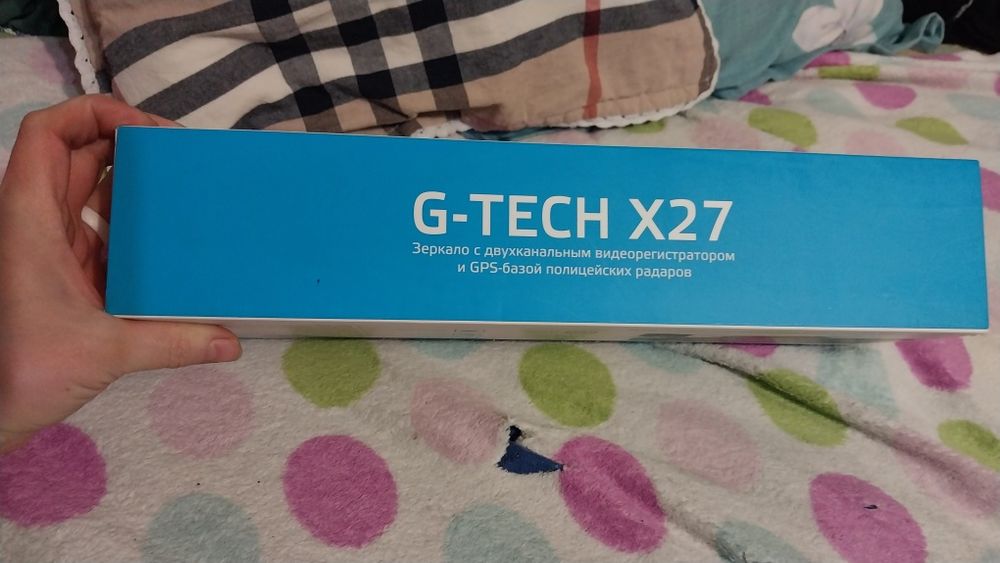 G-TECH X27
Зеркало с двухканальным видеорегистратором
и GPS-базой полицейских радаров